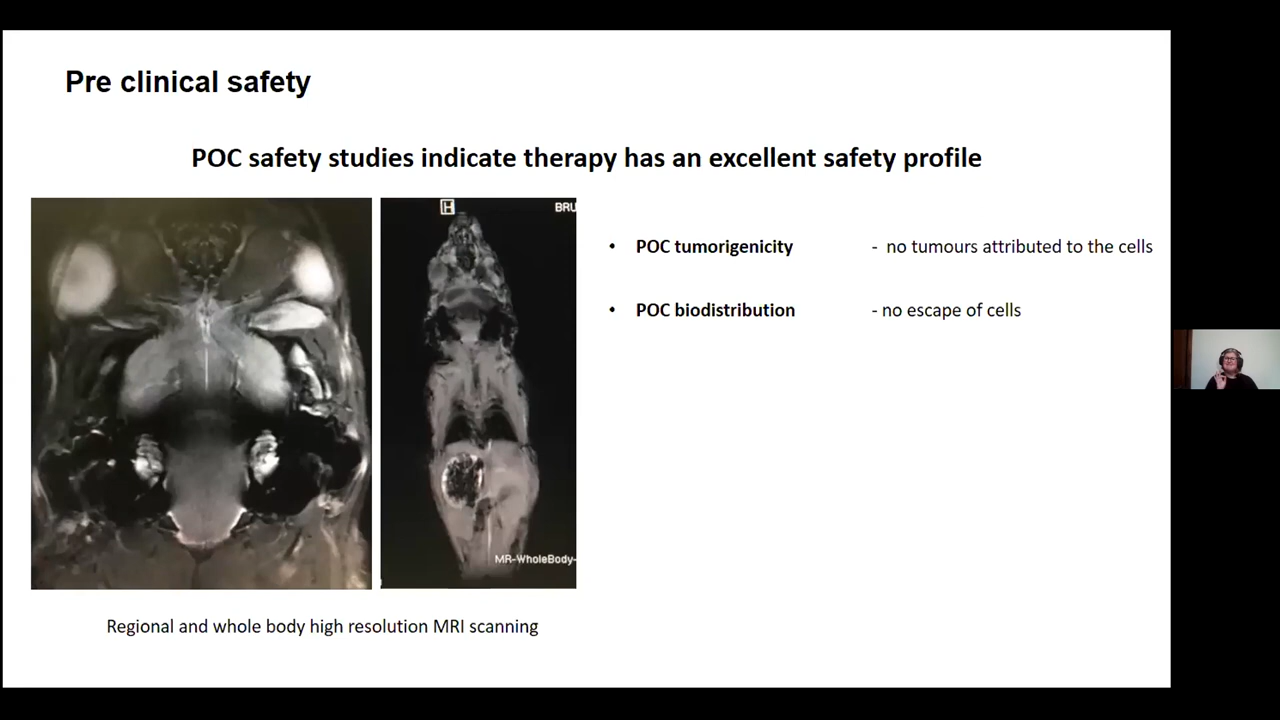 Pre clinical safety
POC safety studies indicate therapy has an excellent safety profile
H
BRU
MR-WholeBody-
• POC tumorigenicity - no tumours attributed to the cells
• POC biodistribution - no escape of cells
Regional and whole body high resolution MRI scanning